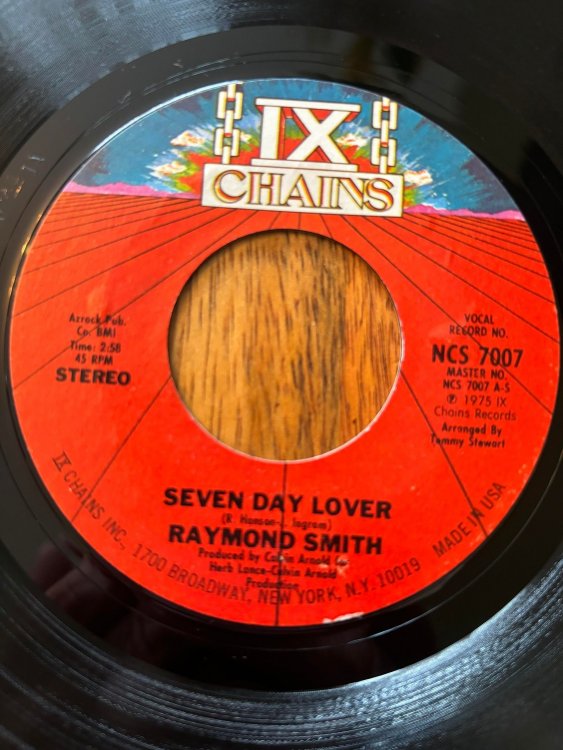 IX
CHAINS
Azrock Pub.
Co. BMI
Time: 2:58
45 RPM
STEREO
VOCAL
RECORD NO.
NCS 7007
MASTER NO.
NCS 7007 A-S
℗ 1975 IX
Chains Records
Arranged By
Tommy Stewart
SEVEN DAY LOVER
(R. Hanson- Ingram)
RAYMOND SMITH
Produced by Calvin Arnold
Herb Lance-Calvin Arnold
Production
IX CHAINS INC, 1700 BROADWAY, NEW YORK, N.Y. 10019 MADE IN USA